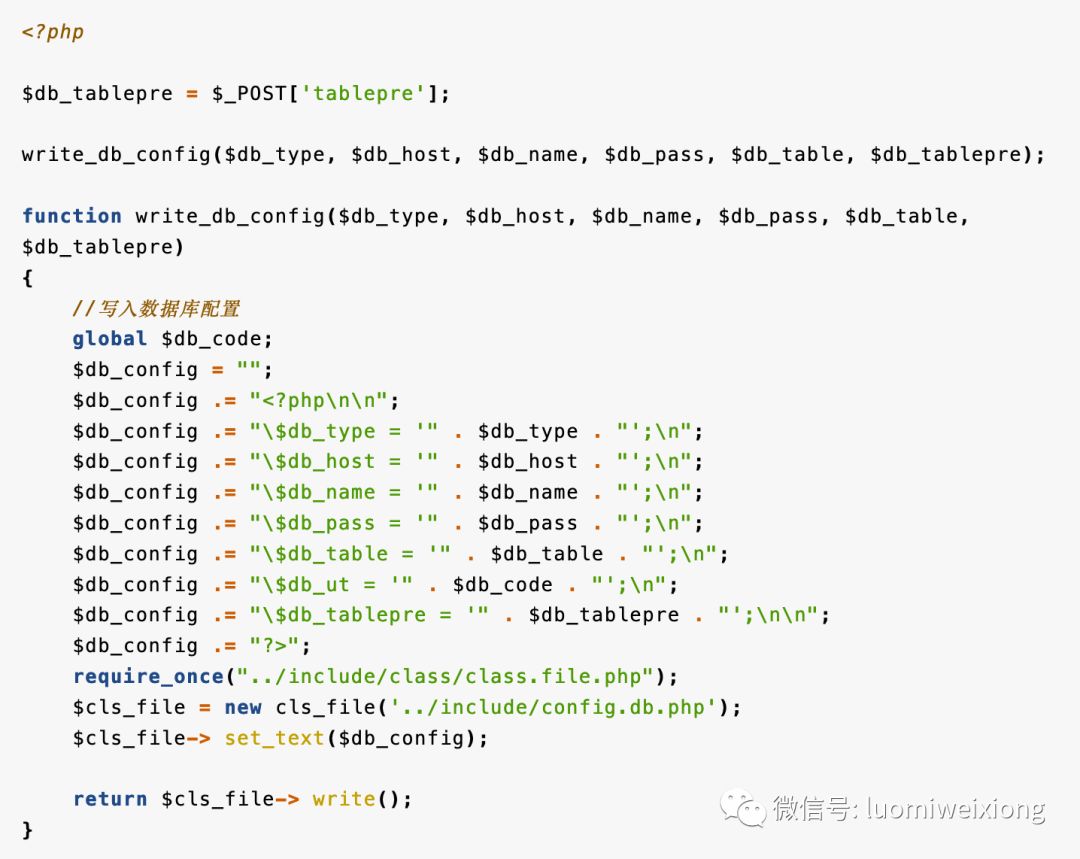 <?php
$db_tablepre = $_POST['tablepre'];
write_db_config($db_type, $db_host, $db_name, $db_pass, $db_table, $db_tablepre);
function write_db_config($db_type, $db_host, $db_name, $db_pass, $db_table,
$db_tablepre)
{
    //写入数据库配置
    global $db_code;
    $db_config = "";
    $db_config .= "<?php\n\n";
    $db_config .= "\$db_type = '" . $db_type . "';\n";
    $db_config .= "\$db_host = '" . $db_host . "';\n";
    $db_config .= "\$db_name = '" . $db_name . "';\n";
    $db_config .= "\$db_pass = '" . $db_pass . "';\n";
    $db_config .= "\$db_table = '" . $db_table . "';\n";
    $db_config .= "\$db_ut = '" . $db_code . "';\n";
    $db_config .= "\$db_tablepre = '" . $db_tablepre . "';\n\n";
    $db_config .= "?>";
    require_once("../include/class/class.file.php");
    $cls_file = new cls_file('../include/config.db.php');
    $cls_file-> set_text($db_config);
    return $cls_file-> write();
}
微信号: luomiweixiong